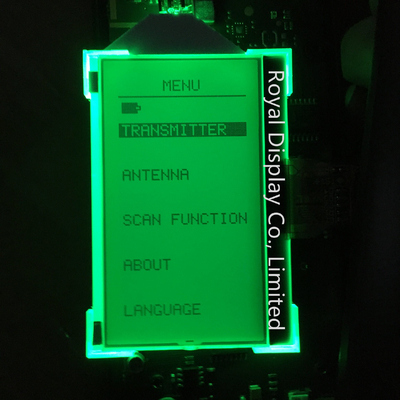 MENU
TRANSMITTER
ANTENNA
SCAN FUNCTION
ABOUT
LANGUAGE
Royal Display Co., Limited